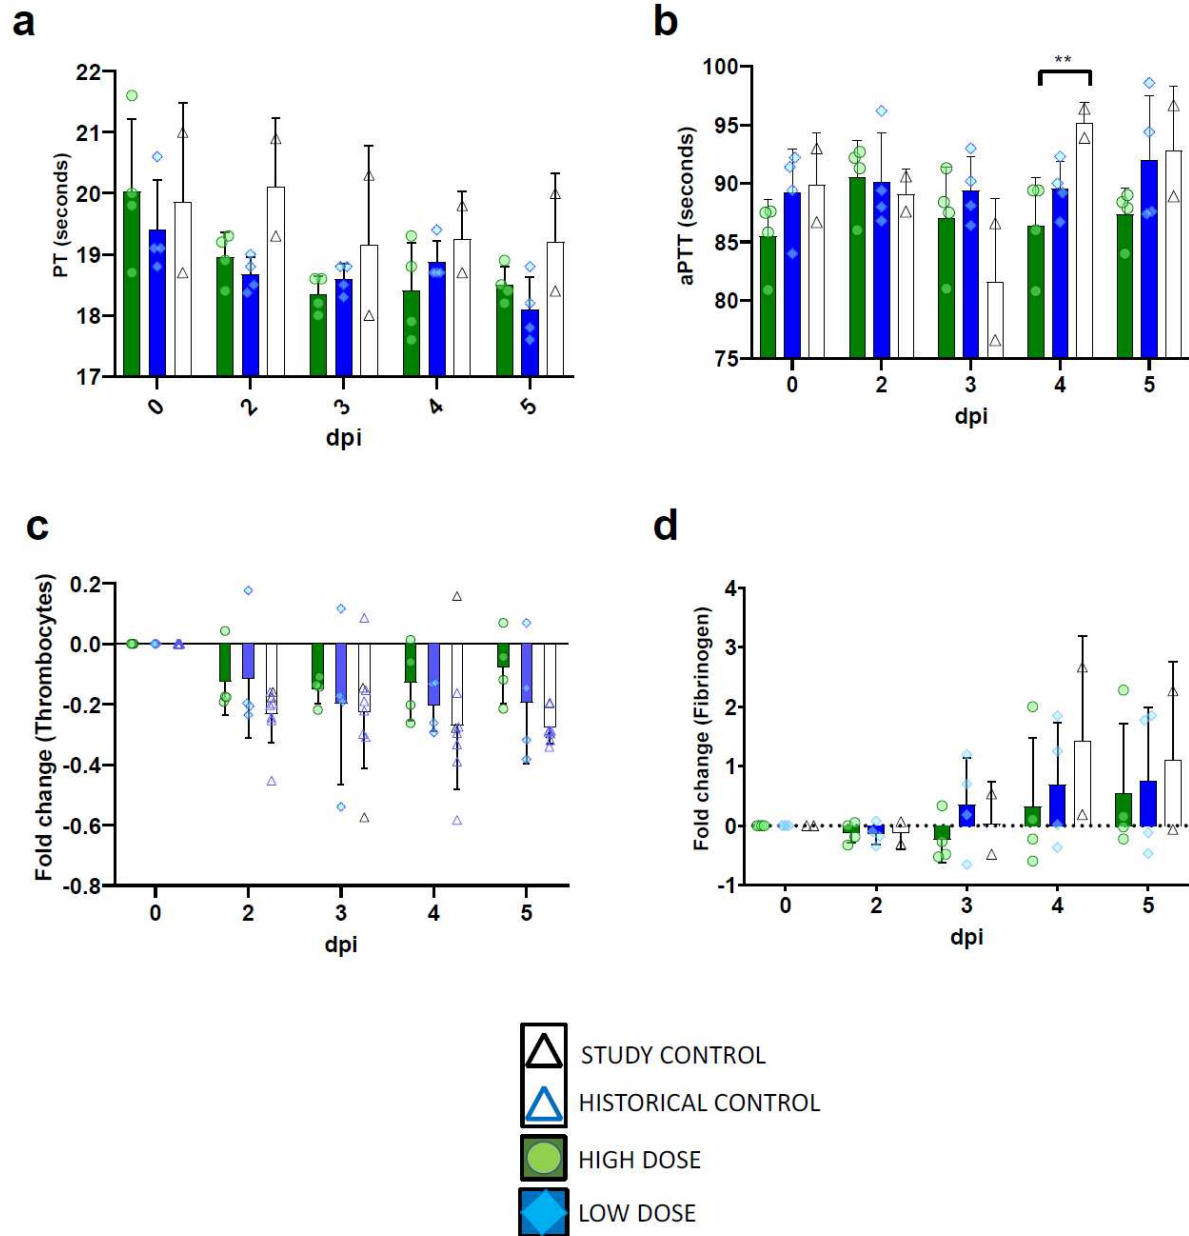 a
22
21
20
19
18
17
PT (seconds)
0 2 3 4 5
dpi
b
**
100
95
90
85
80
75
aPTT (seconds)
0 2 3 4 5
dpi
c
0.2
0.0
-0.2
-0.4
-0.6
-0.8
Fold change (Thrombocytes)
0 2 3 4 5
dpi
d
4
3
2
1
0
-1
Fold change (Fibrinogen)
0 2 3 4 5
dpi
STUDY CONTROL
HISTORICAL CONTROL
HIGH DOSE
LOW DOSE